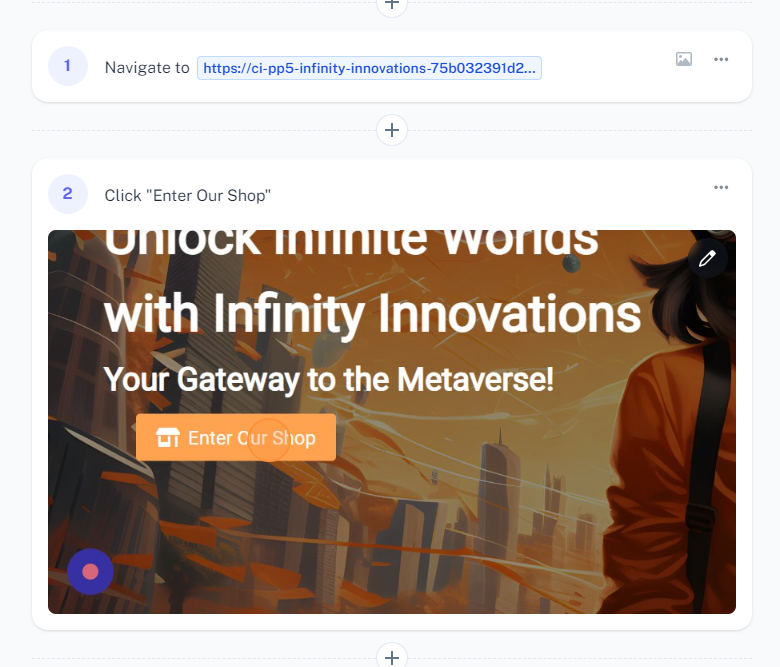 1
Navigate to https://ci-pp5-infinity-innovations-75b032391d2...
2
Click "Enter Our Shop"
Unlock Infinite Worlds
with Infinity Innovations
Your Gateway to the Metaverse!
Enter Our Shop